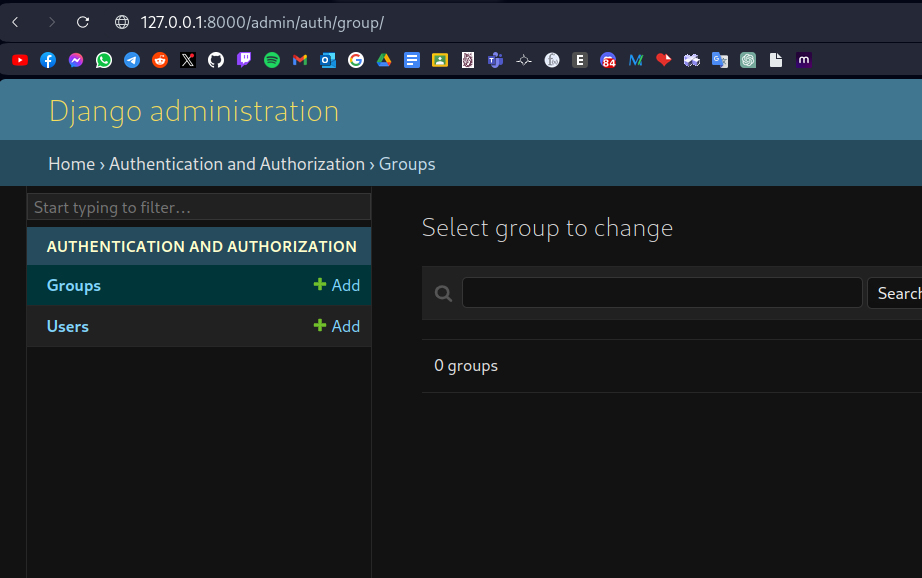 127.0.0.1:8000/admin/auth/group/
84
Django administration
Home › Authentication and Authorization › Groups
Start typing to filter…
AUTHENTICATION AND AUTHORIZATION
Groups + Add
Users + Add
Select group to change
Search
0 groups